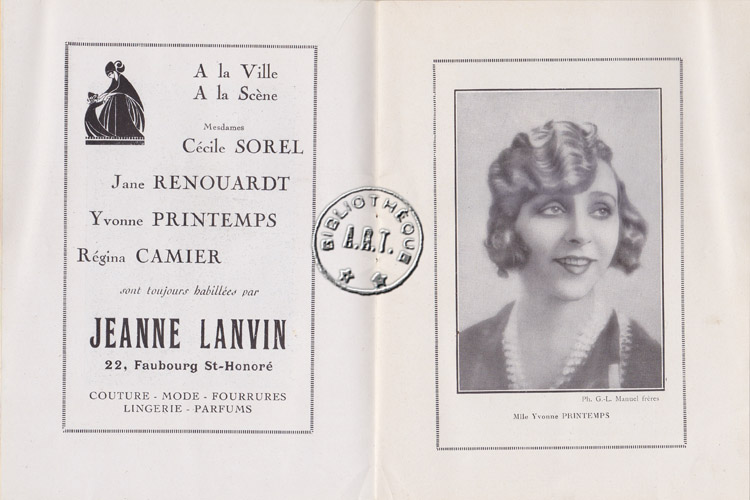 A la Ville
A la Scène
Mesdames
Cécile SOREL
Jane RENOUARDT
Yvonne PRINTEMPS
Régina CAMIER
sont toujours habillées par
JEANNE LANVIN
22, Faubourg St-Honoré
COUTURE - MODE - FOURRURES
LINGERIE - PARFUMS
BIBLIOTHÈQUE
A.R.T.
Ph. G.-L. Manuel frères
Mlle Yvonne PRINTEMPS